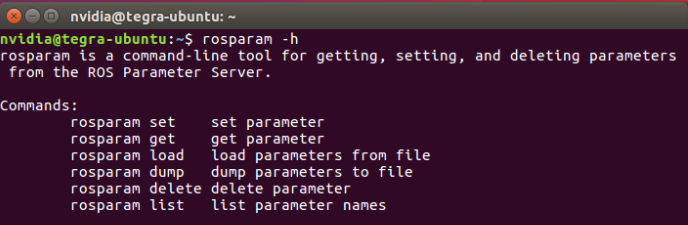 nvidia@tegra-ubuntu: ~
nvidia@tegra-ubuntu:~$ rosparam -h
rosparam is a command-line tool for getting, setting, and deleting parameters
 from the ROS Parameter Server.
Commands:
        rosparam set    set parameter
        rosparam get    get parameter
        rosparam load   load parameters from file
        rosparam dump   dump parameters to file
        rosparam delete delete parameter
        rosparam list   list parameter names